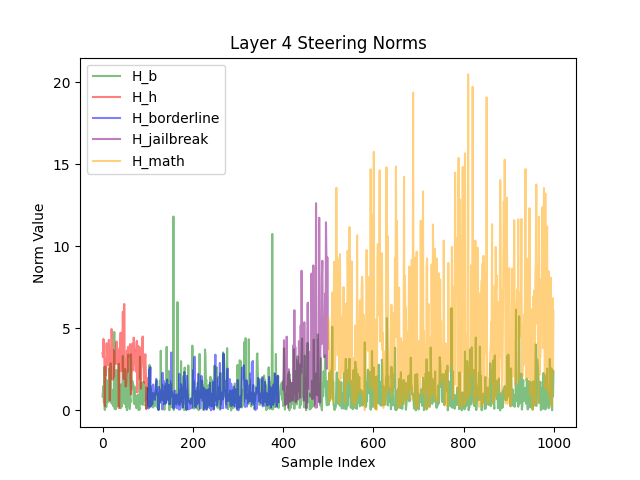 Layer 4 Steering Norms
H_b
H_h
H_borderline
H_jailbreak
H_math
Norm Value
20
15
10
5
0
0 200 400 600 800 1000
Sample Index